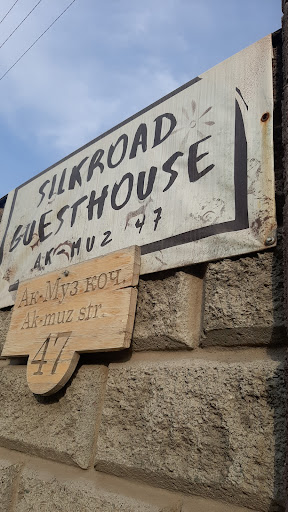 SILKROAD
GUESTHOUSE
AK-MUZ 47
Ак-Муз көч.
Ak-muz str.
47